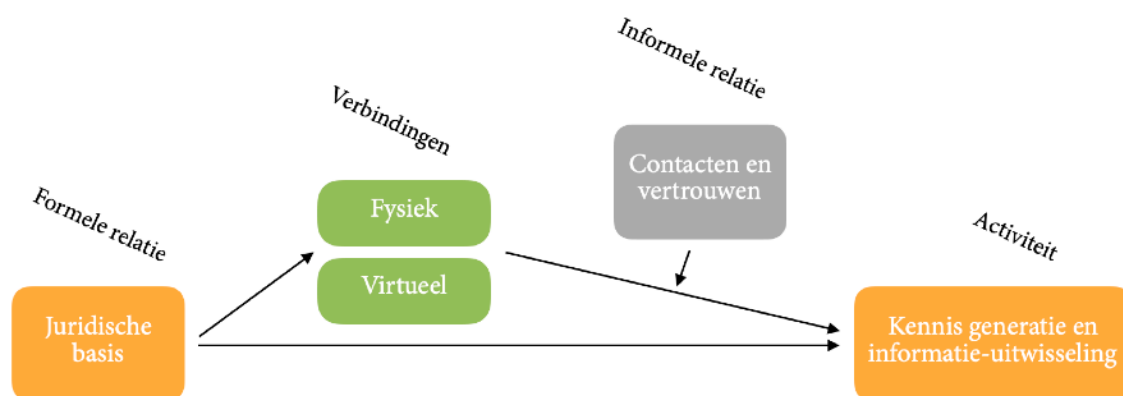 Informele relatie
Verbindingen
Contacten en
vertrouwen
Formele relatie
Fysiek
Activiteit
Virtueel
Juridische
basis
Kennis generatie en
informatie-uitwisseling